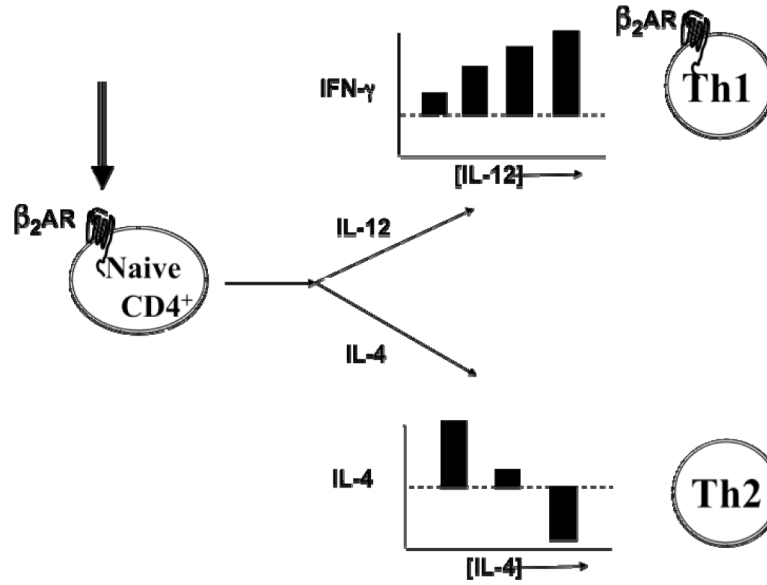 β₂AR
IFN-γ
Th1
[IL-12]
β₂AR
IL-12
Naive
CD4⁺
IL-4
IL-4
Th2
[IL-4]